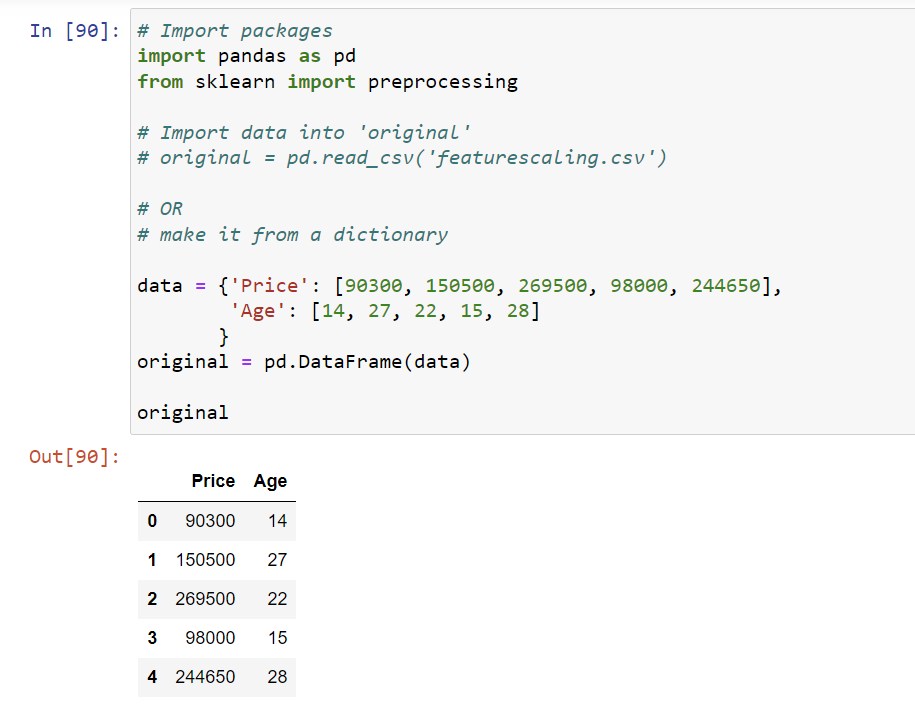 In [90]: # Import packages
import pandas as pd
from sklearn import preprocessing
# Import data into 'original'
# original = pd.read_csv('featurescaling.csv')
# OR
# make it from a dictionary
data = {'Price': [90300, 150500, 269500, 98000, 244650],
'Age': [14, 27, 22, 15, 28]
}
original = pd.DataFrame(data)
original
Out[90]:
Price Age
0 90300 14
1 150500 27
2 269500 22
3 98000 15
4 244650 28